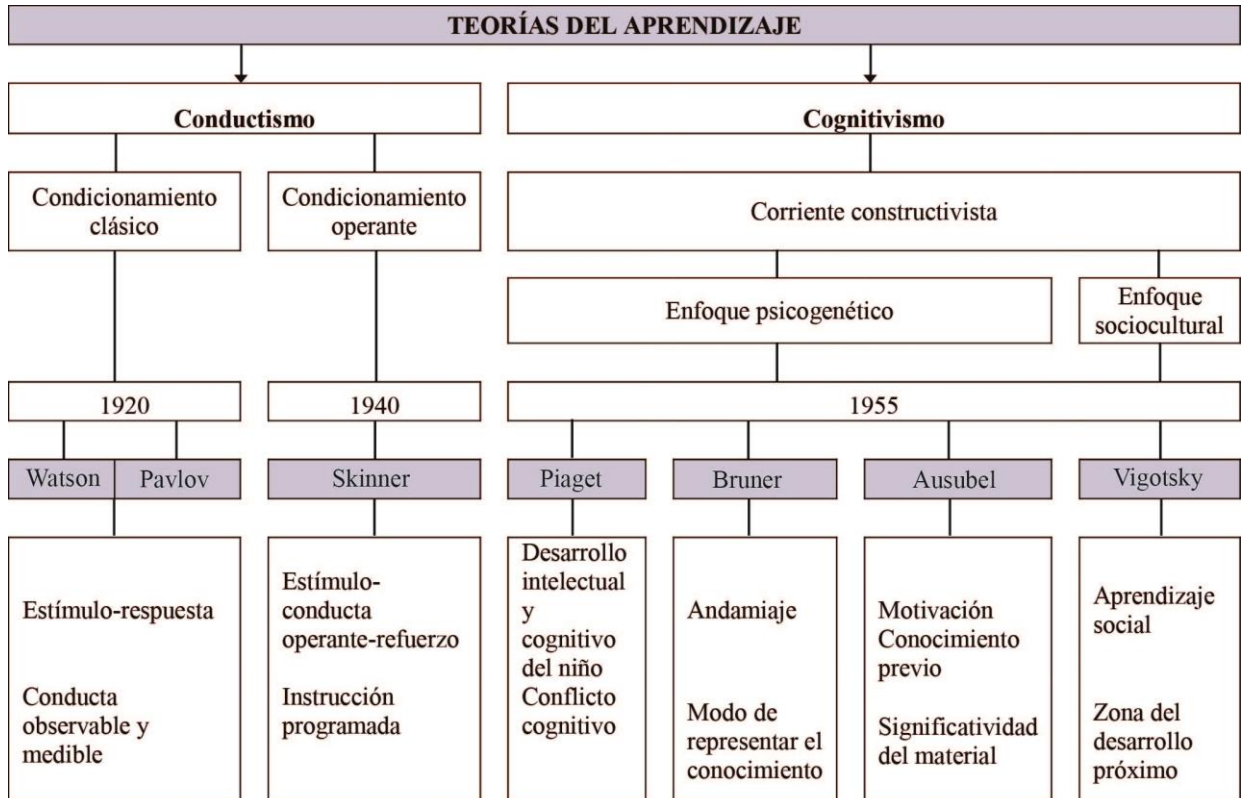 TEORÍAS DEL APRENDIZAJE
Conductismo
Cognitivismo
Condicionamiento
clásico
Condicionamiento
operante
Corriente constructivista
Enfoque psicogenético
Enfoque
sociocultural
1920
1940
1955
Watson
Pavlov
Skinner
Piaget
Bruner
Ausubel
Vigotsky
Estímulo-respuesta
Conducta
observable y
medible
Estímulo-
conducta
operante-refuerzo
Instrucción
programada
Desarrollo
intelectual
y
cognitivo
del niño
Conflicto
cognitivo
Andamiaje
Modo de
representar el
conocimiento
Motivación
Conocimiento
previo
Significatividad
del material
Aprendizaje
social
Zona del
desarrollo
próximo